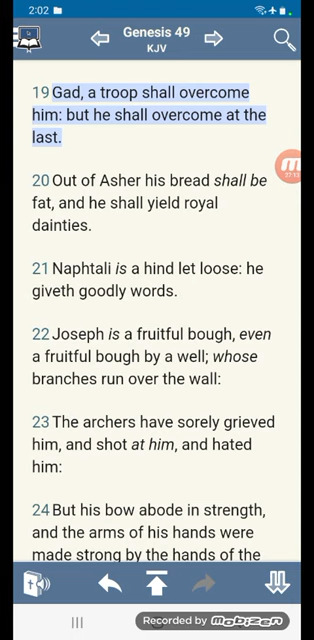 2:02
Genesis 49
KJV
19 Gad, a troop shall overcome
him: but he shall overcome at the
last.
20 Out of Asher his bread shall be
fat, and he shall yield royal
dainties.
21 Naphtali is a hind let loose: he
giveth goodly words.
22 Joseph is a fruitful bough, even
a fruitful bough by a well; whose
branches run over the wall:
23 The archers have sorely grieved
him, and shot at him, and hated
him:
24 But his bow abode in strength,
and the arms of his hands were
made strong by the hands of the
Recorded by mobizen